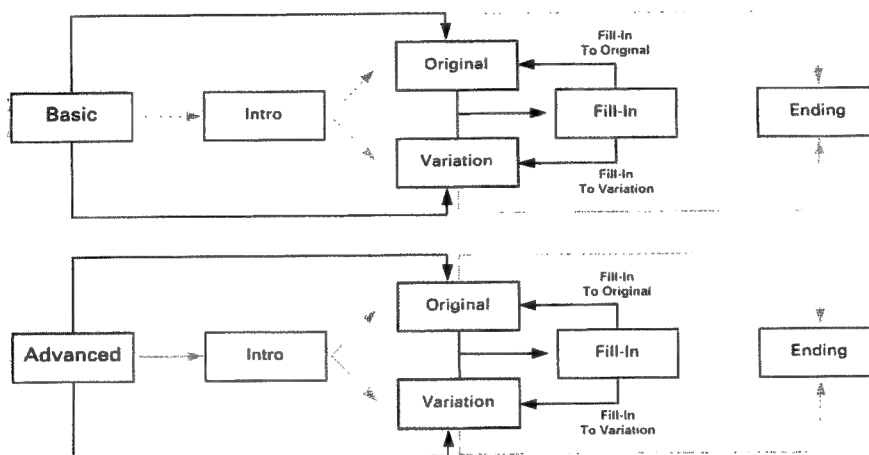 Fill-In
To Original
Original
Basic
Intro
Fill-In
Ending
Variation
Fill-In
To Variation
Fill-In
To Original
Original
Advanced
Intro
Fill-In
Ending
Variation
Fill-In
To Variation